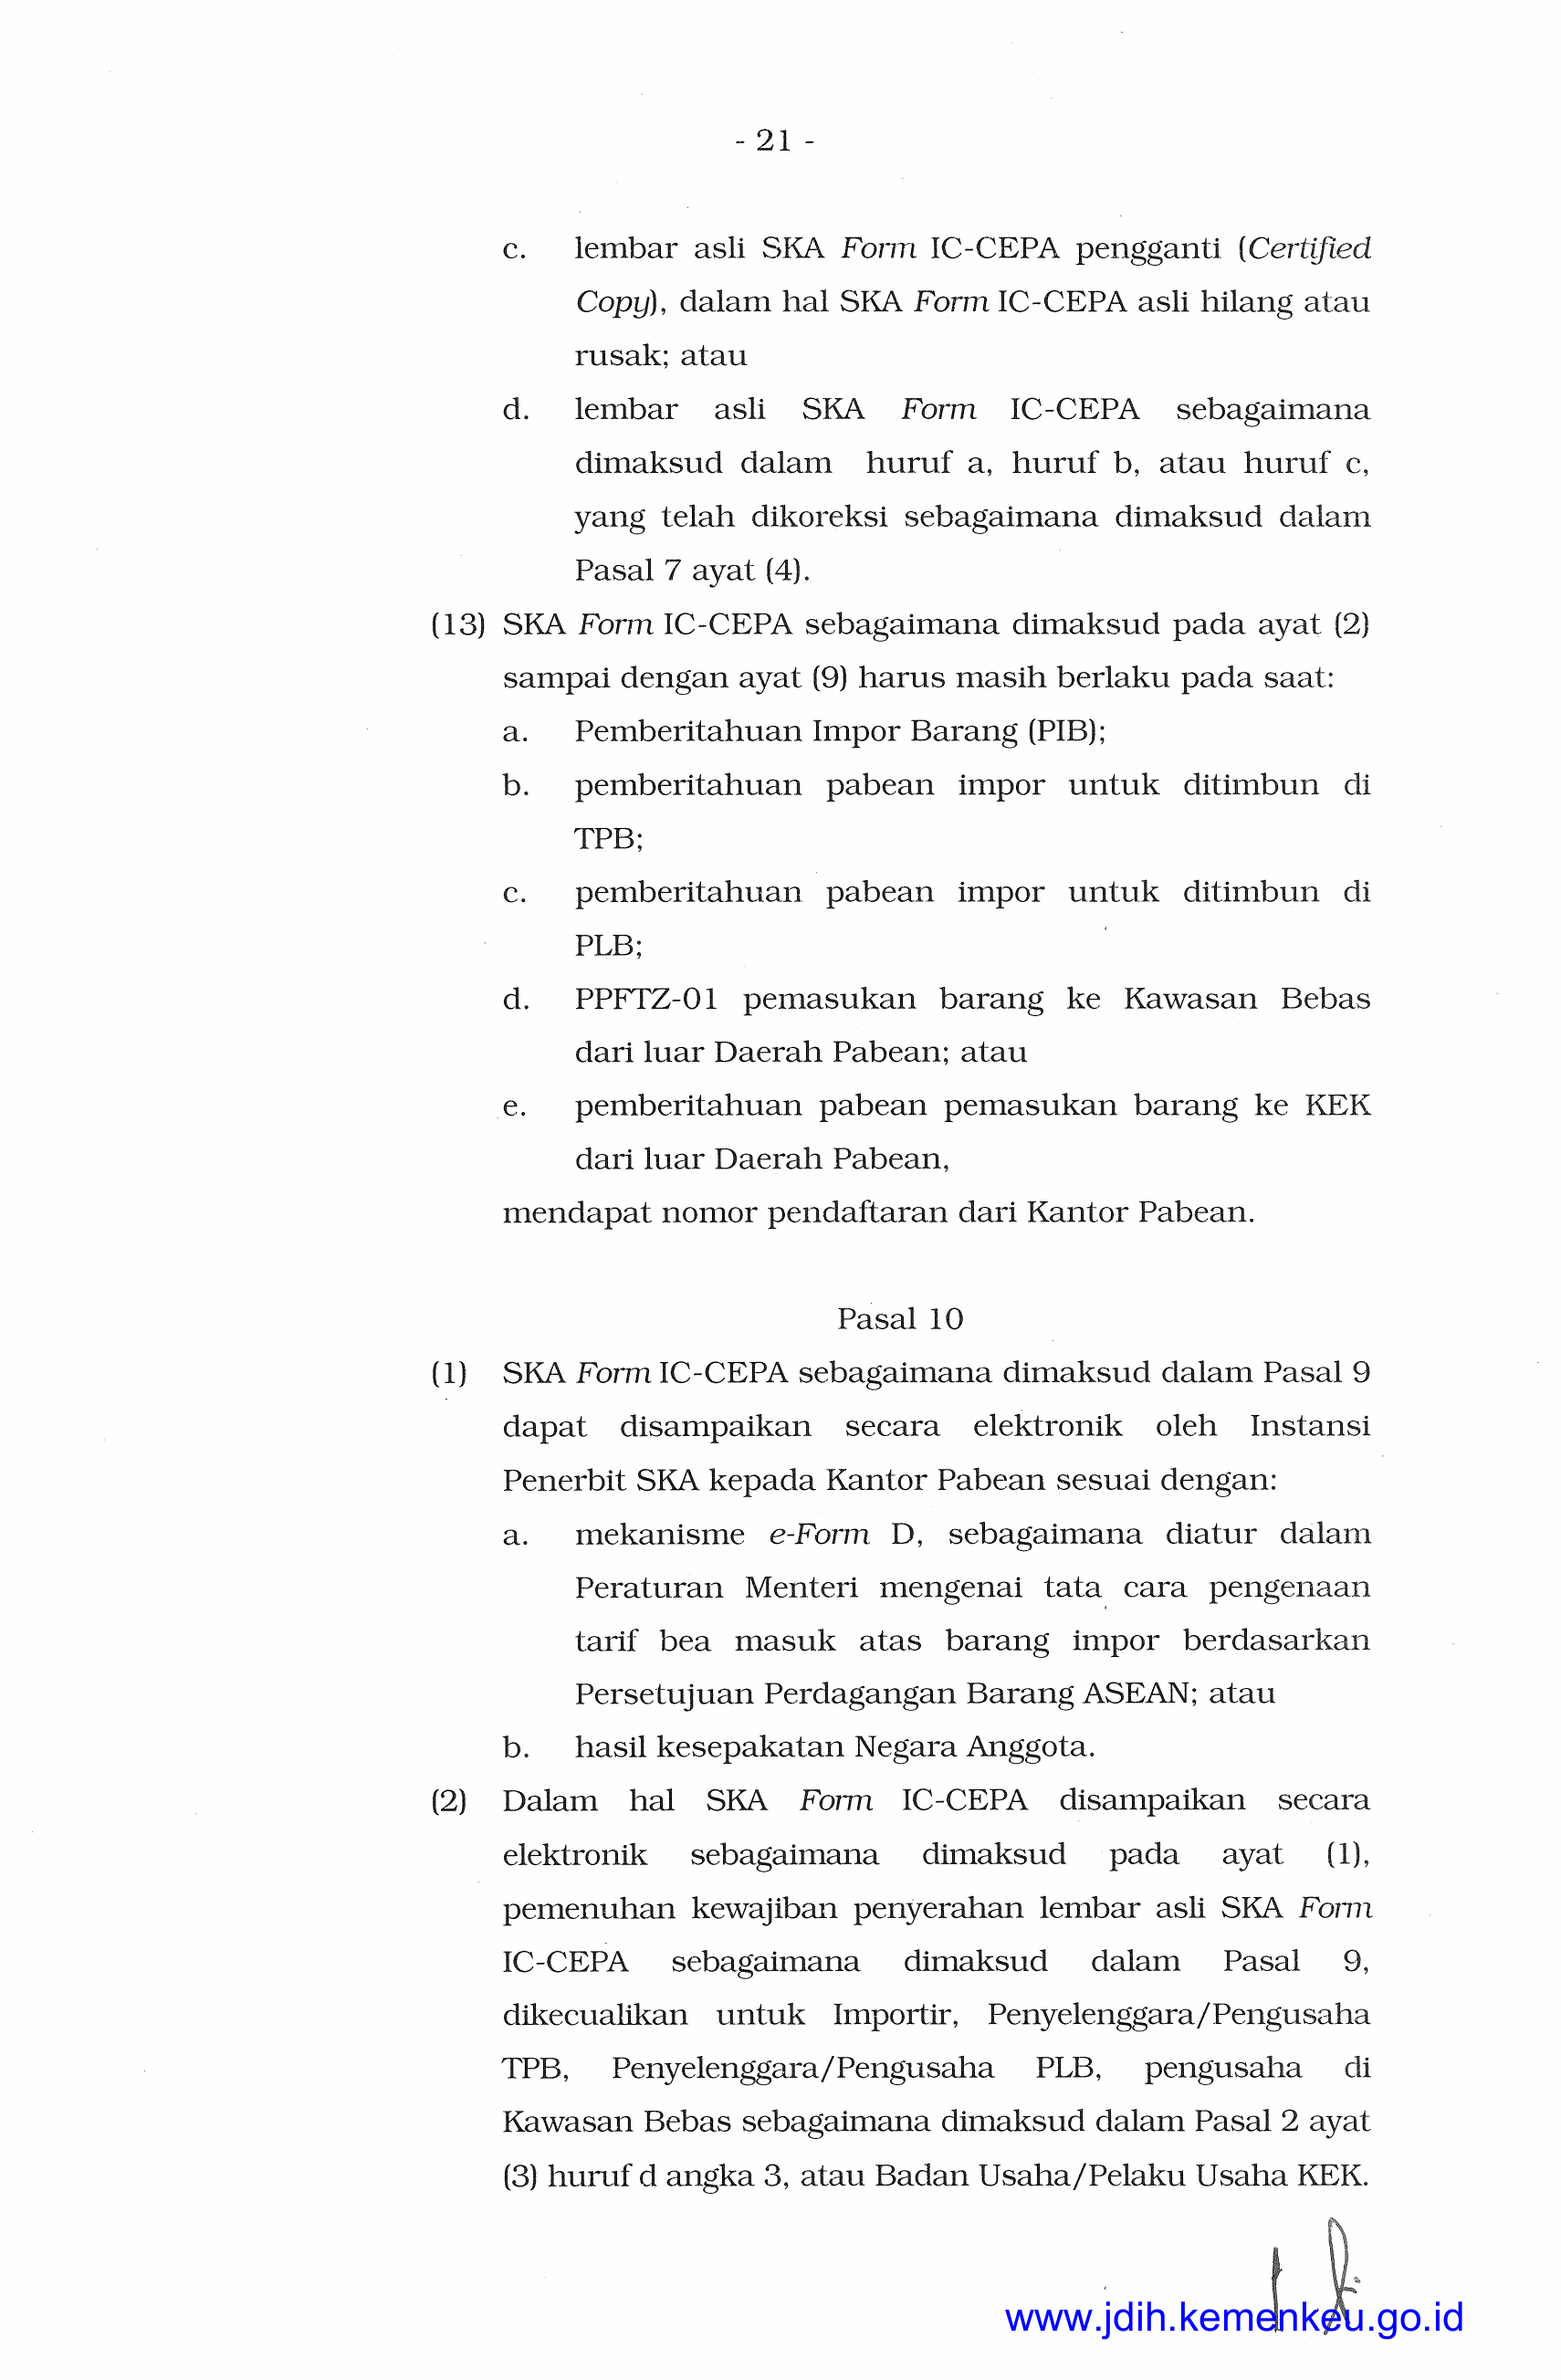 - 21 -
c. lembar asli SKA Form IC-CEPA pengganti (Certified
Copy), dalam hal SKA Form IC-CEPA asli hilang atau
rusak; atau
d. lembar asli SKA Form IC-CEPA sebagaimana
dimaksud dalam huruf a, huruf b, atau huruf c,
yang telah dikoreksi sebagaimana dimaksud dalam
Pasal 7 ayat (4).
(13) SKA Form IC-CEPA sebagaimana dimaksud pada ayat (2)
sampai dengan ayat (9) harus masih berlaku pada saat:
a. Pemberitahuan Impor Barang (PIB);
b. pemberitahuan pabean impor untuk ditimbun di
TPB;
c. pemberitahuan pabean impor untuk ditimbun di
PLB;
d. PPFTZ-01 pemasukan barang ke Kawasan Bebas
dari luar Daerah Pabean; atau
e. pemberitahuan pabean pemasukan barang ke KEK
dari luar Daerah Pabean,
mendapat nomor pendaftaran dari Kantor Pabean.
Pasal 10
(1) SKA Form IC-CEPA sebagaimana dimaksud dalam Pasal 9
dapat disampaikan secara elektronik oleh Instansi
Penerbit SKA kepada Kantor Pabean sesuai dengan:
a. mekanisme e-Form D, sebagaimana diatur dalam
Peraturan Menteri mengenai tata cara pengenaan
tarif bea masuk atas barang impor berdasarkan
Persetujuan Perdagangan Barang ASEAN; atau
b. hasil kesepakatan Negara Anggota.
(2) Dalam hal SKA Form IC-CEPA disampaikan secara
elektronik sebagaimana dimaksud pada ayat (1),
pemenuhan kewajiban penyerahan lembar asli SKA Form
IC-CEPA sebagaimana dimaksud dalam Pasal 9,
dikecualikan untuk Importir, Penyelenggara/Pengusaha
TPB, Penyelenggara/Pengusaha PLB, pengusaha di
Kawasan Bebas sebagaimana dimaksud dalam Pasal 2 ayat
(3) huruf d angka 3, atau Badan Usaha/Pelaku Usaha KEK.
www.jdih.kemenkeu.go.id